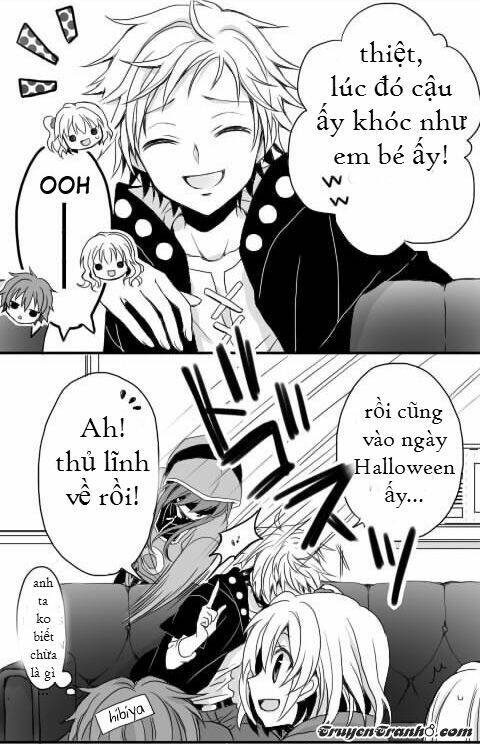 thiệt,
lúc đó cậu
ấy khóc như
em bé ấy!
OOH
rồi cũng
vào ngày
Halloween
ấy...
Ah!
thủ lĩnh
về rồi!
anh
ta
ko
biết
chừa
là gì
...
hibiya
TruyenTranh8.com